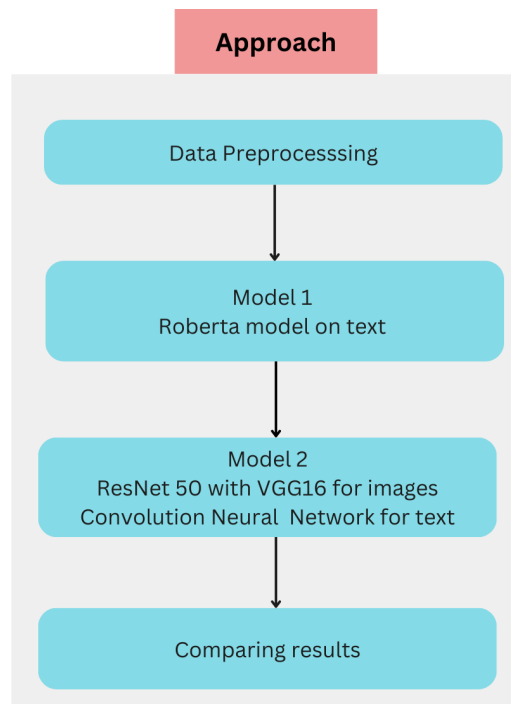 Approach
Data Preprocesssing
Model 1
Roberta model on text
Model 2
ResNet 50 with VGG16 for images
Convolution Neural Network for text
Comparing results